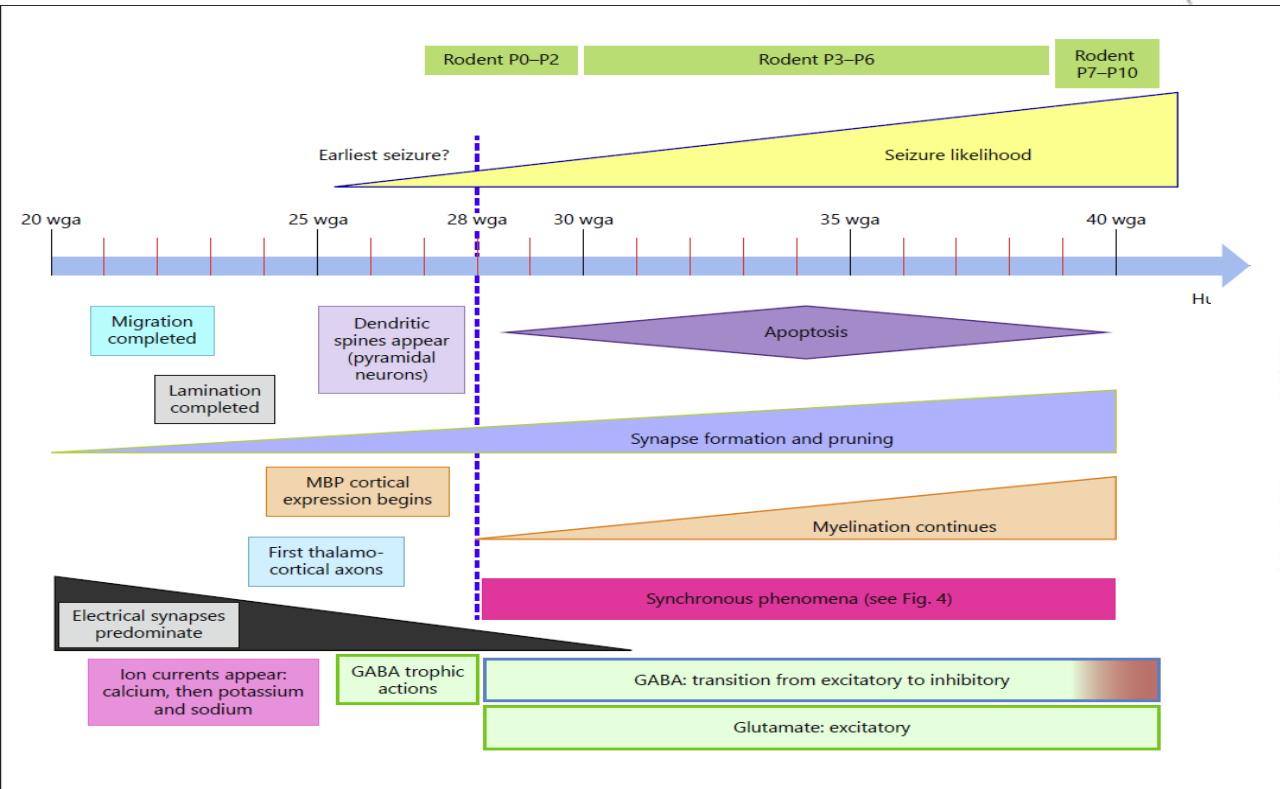 Rodent P0–P2
Rodent P3–P6
Rodent
P7–P10
Earliest seizure?
Seizure likelihood
20 wga
25 wga
28 wga
30 wga
35 wga
40 wga
Migration
completed
Dendritic
spines appear
(pyramidal
neurons)
Apoptosis
Lamination
completed
Synapse formation and pruning
MBP cortical
expression begins
Myelination continues
First thalamo-
cortical axons
Synchronous phenomena (see Fig. 4)
Electrical synapses
predominate
Ion currents appear:
calcium, then potassium
and sodium
GABA trophic
actions
GABA: transition from excitatory to inhibitory
Glutamate: excitatory